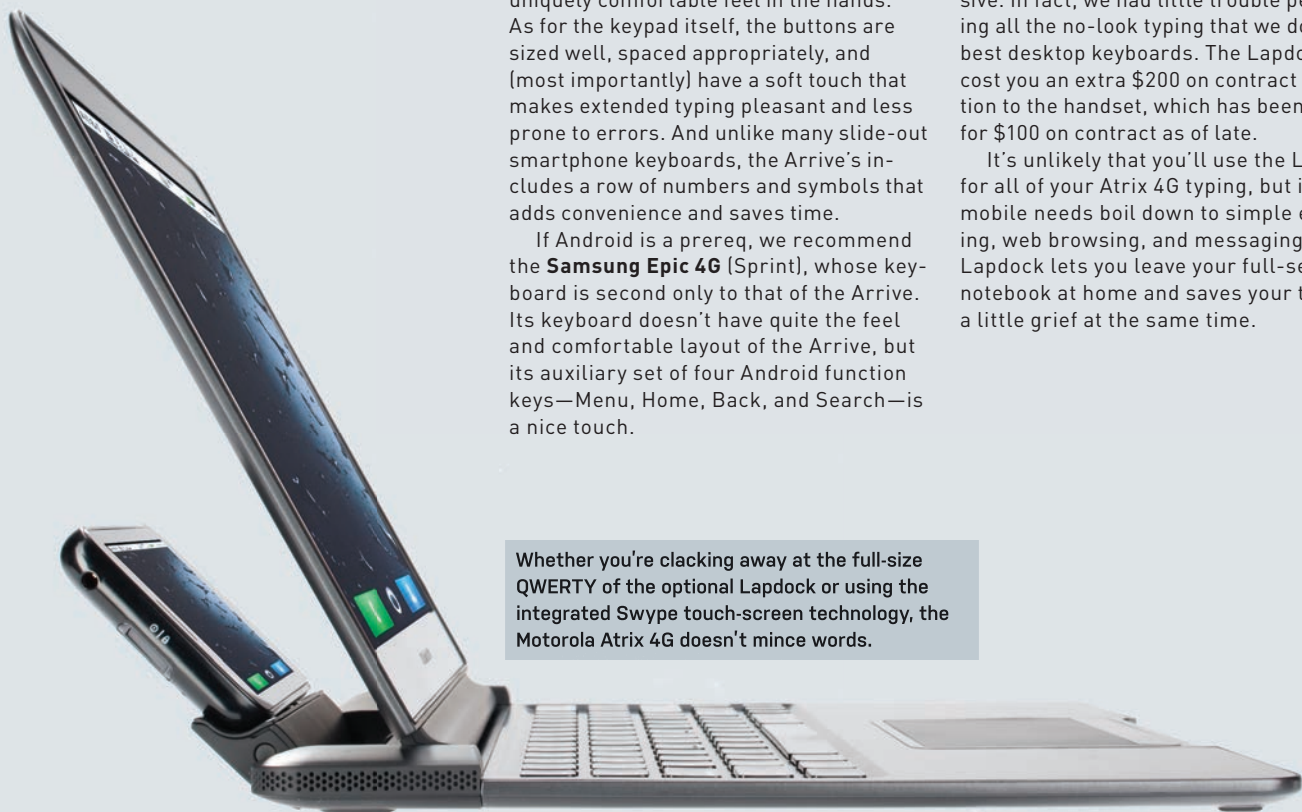 uniquely comfortable feel in the hands.
As for the keypad itself, the buttons are
sized well, spaced appropriately, and
(most importantly) have a soft touch that
makes extended typing pleasant and less
prone to errors. And unlike many slide-out
smartphone keyboards, the Arrive's in-
cludes a row of numbers and symbols that
adds convenience and saves time.
If Android is a prereq, we recommend
the Samsung Epic 4G (Sprint), whose key-
board is second only to that of the Arrive.
Its keyboard doesn't have quite the feel
and comfortable layout of the Arrive, but
its auxiliary set of four Android function
keys—Menu, Home, Back, and Search—is
a nice touch.
sive. In fact, we had little trouble pe
ing all the no-look typing that we do
best desktop keyboards. The Lapdo
cost you an extra $200 on contract
tion to the handset, which has been
for $100 on contract as of late.
It's unlikely that you'll use the L
for all of your Atrix 4G typing, but i
mobile needs boil down to simple e
ing, web browsing, and messaging
Lapdock lets you leave your full-se
notebook at home and saves your t
a little grief at the same time.
Whether you're clacking away at the full-size
QWERTY of the optional Lapdock or using the
integrated Swype touch-screen technology, the
Motorola Atrix 4G doesn't mince words.